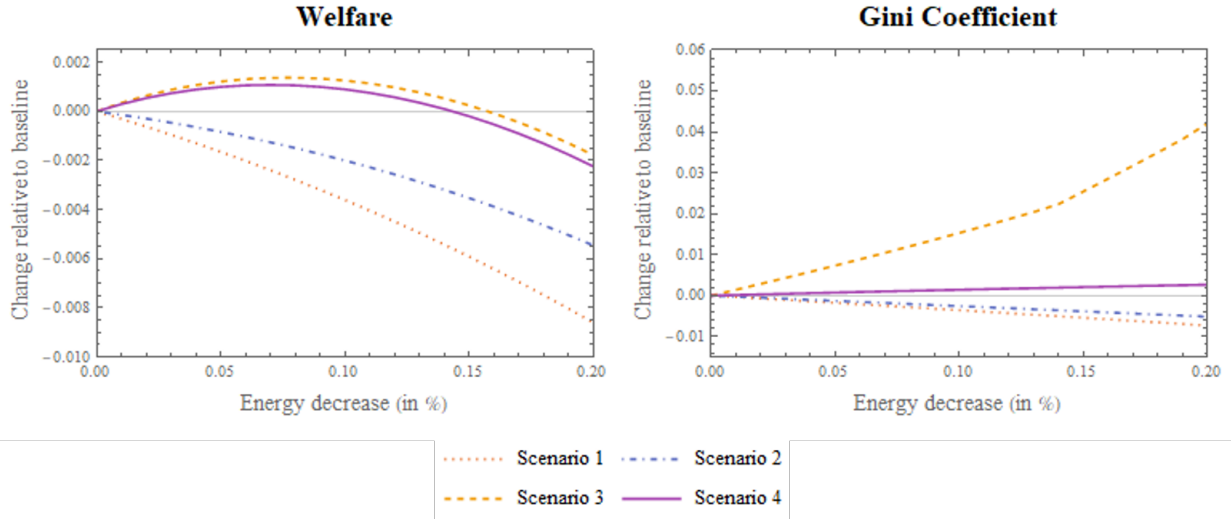 Welfare
Gini Coefficient
Change relative to baseline
0.002
0.000
−0.002
−0.004
−0.006
−0.008
−0.010
0.00 0.05 0.10 0.15 0.20
Energy decrease (in %)
Change relative to baseline
0.06
0.05
0.04
0.03
0.02
0.01
0.00
−0.01
0.00 0.05 0.10 0.15 0.20
Energy decrease (in %)
Scenario 1 Scenario 2
Scenario 3 Scenario 4